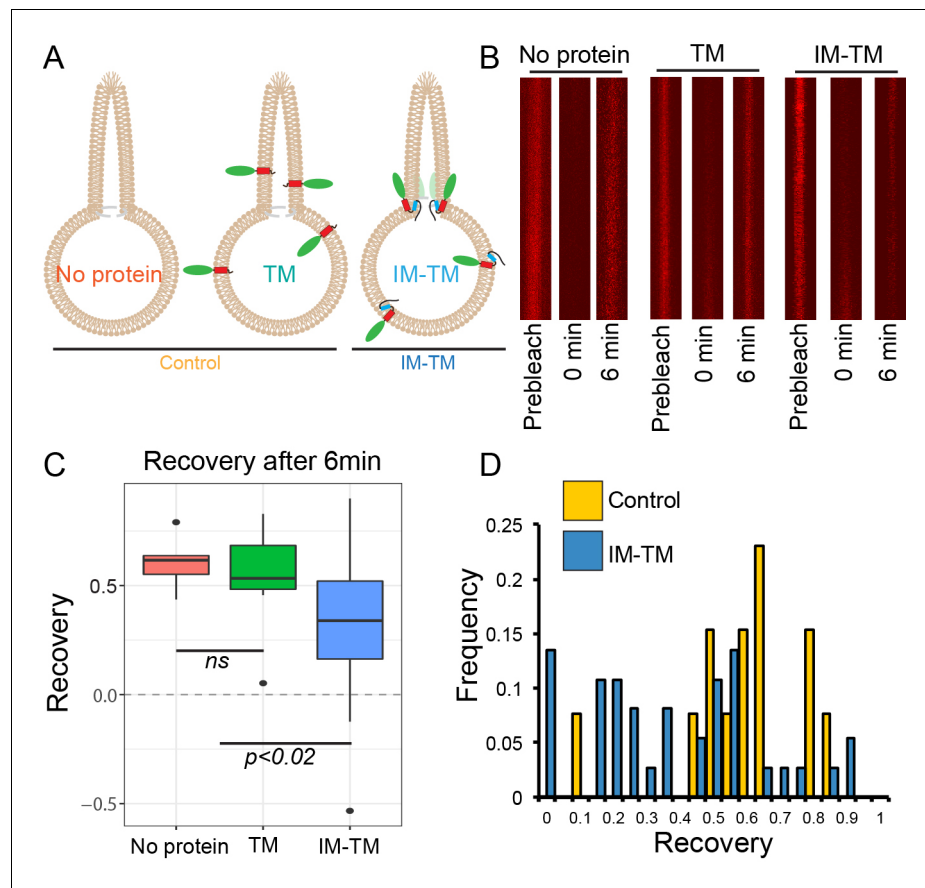 A
No protein
TM
IM-TM
Control
IM-TM
B
No protein
TM
IM-TM
Prebleach
0 min
6 min
Prebleach
0 min
6 min
Prebleach
0 min
6 min
C
Recovery after 6min
Recovery
0.5
0.0
−0.5
ns
p<0.02
No protein
TM
IM-TM
D
Control
IM-TM
Frequency
0.25
0.2
0.15
0.1
0.05
0
0 0.1 0.2 0.3 0.4 0.5 0.6 0.7 0.8 0.9 1
Recovery